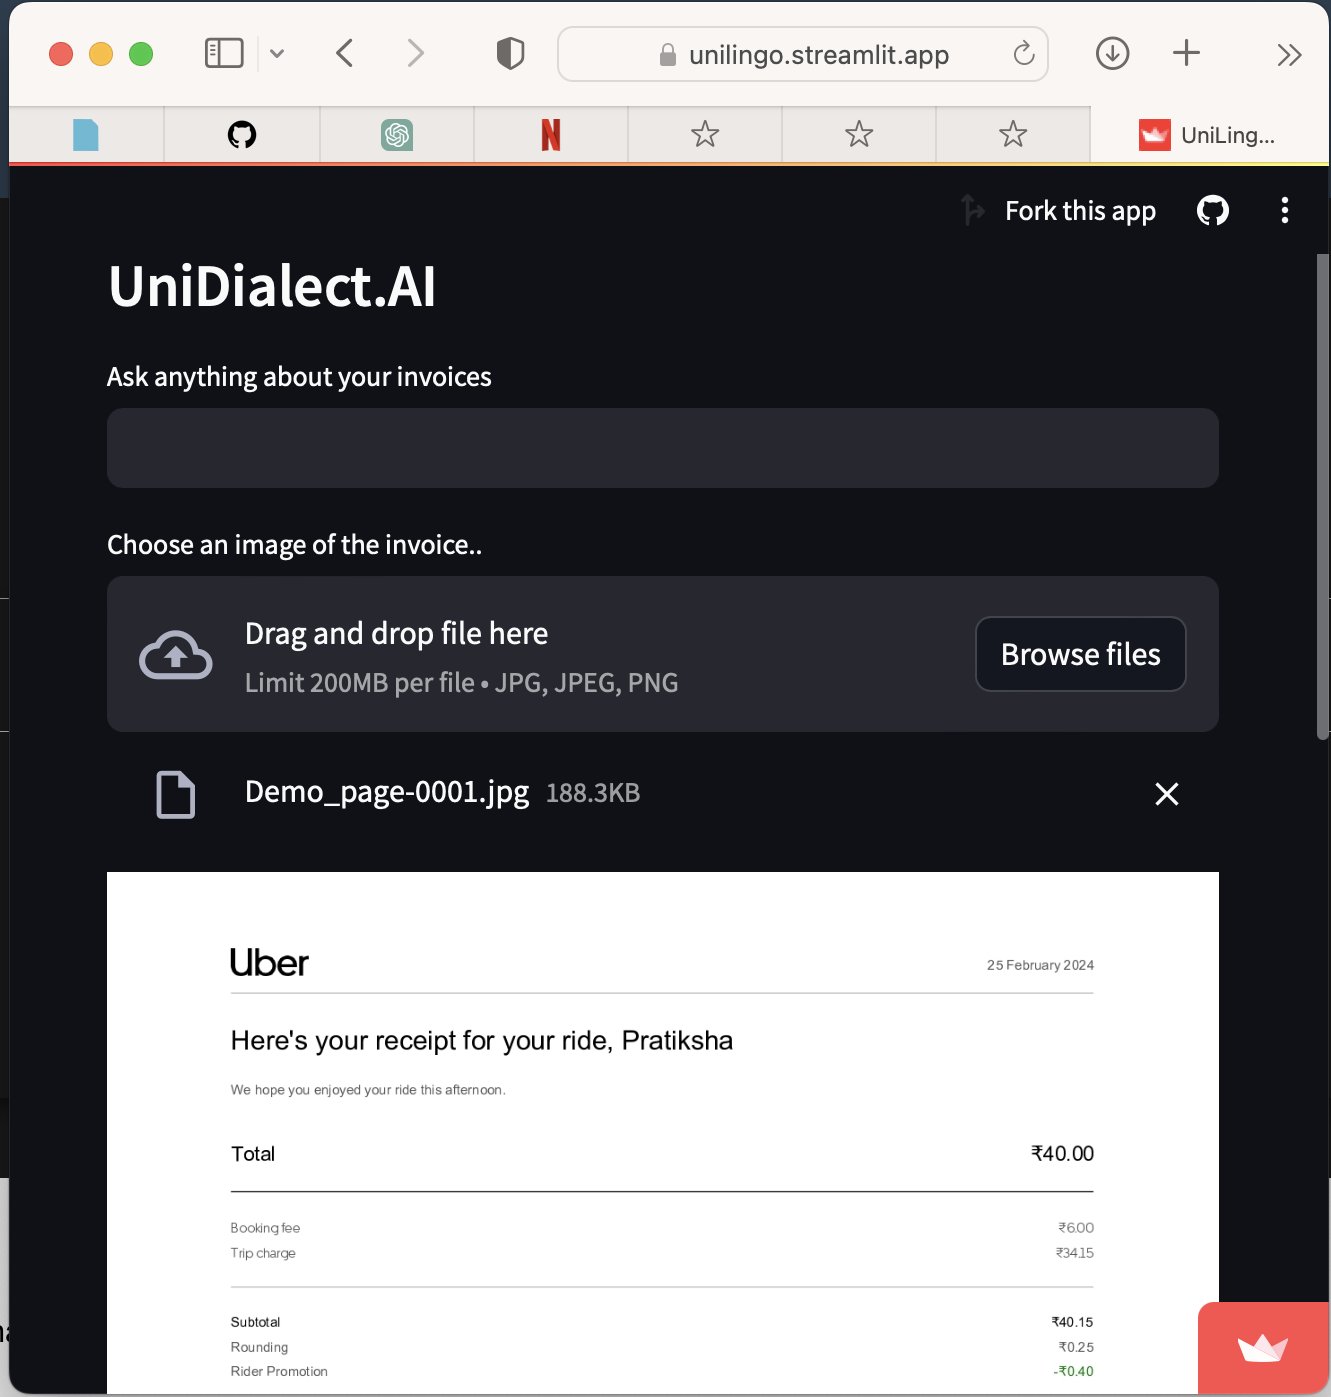 unilingo.streamlit.app
UniLing...
Fork this app
UniDialect.AI
Ask anything about your invoices
Choose an image of the invoice..
Drag and drop file here
Limit 200MB per file • JPG, JPEG, PNG
Browse files
Demo_page-0001.jpg 188.3KB
Uber
25 February 2024
Here's your receipt for your ride, Pratiksha
We hope you enjoyed your ride this afternoon.
Total ₹40.00
Booking fee ₹6.00
Trip charge ₹34.15
Subtotal ₹40.15
Rounding ₹0.25
Rider Promotion -₹0.40